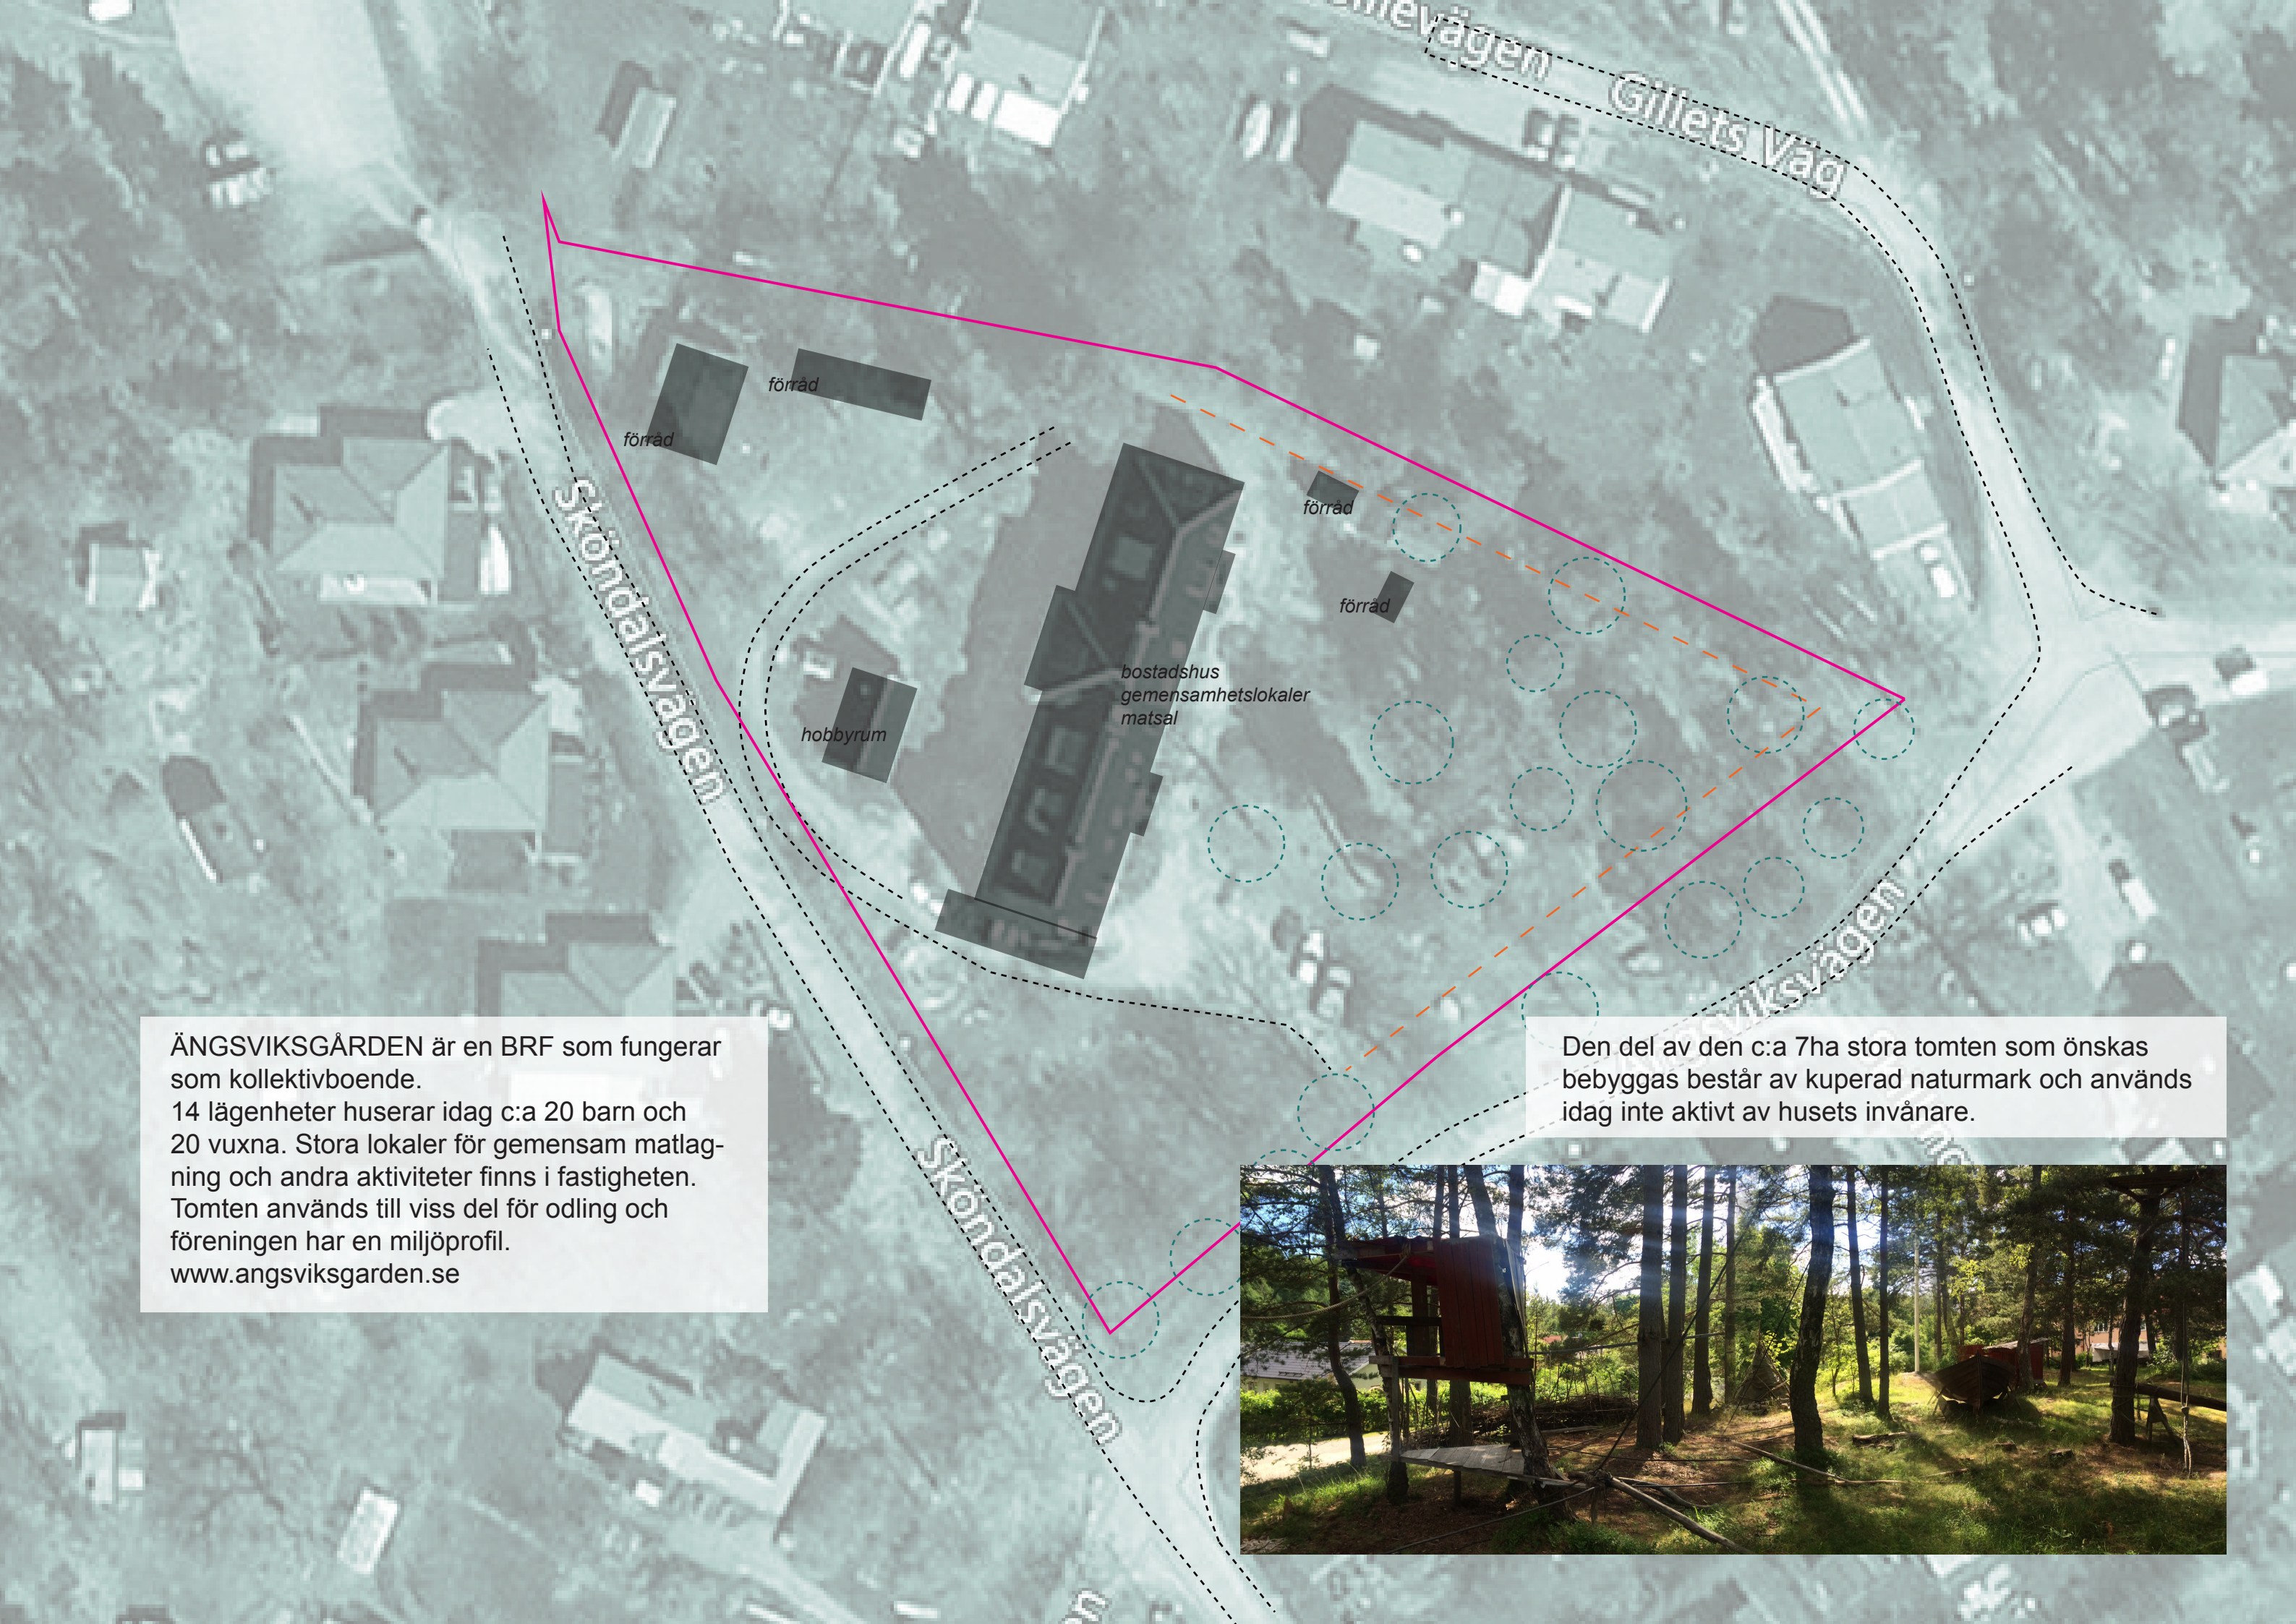 Gillets Väg
förråd
förråd
förråd
förråd
Sköndalsvägen
bostadshus
gemensamhetslokaler
matsal
hobbyrum
ÄNGSVIKSGÅRDEN är en BRF som fungerar
som kollektivboende.
14 lägenheter huserar idag c:a 20 barn och
20 vuxna. Stora lokaler för gemensam matlag-
ning och andra aktiviteter finns i fastigheten.
Tomten används till viss del för odling och
föreningen har en miljöprofil.
www.angsviksgarden.se
Sköndalsvägen
Ängsviksvägen
Den del av den c:a 7ha stora tomten som önskas
bebyggas består av kuperad naturmark och används
idag inte aktivt av husets invånare.